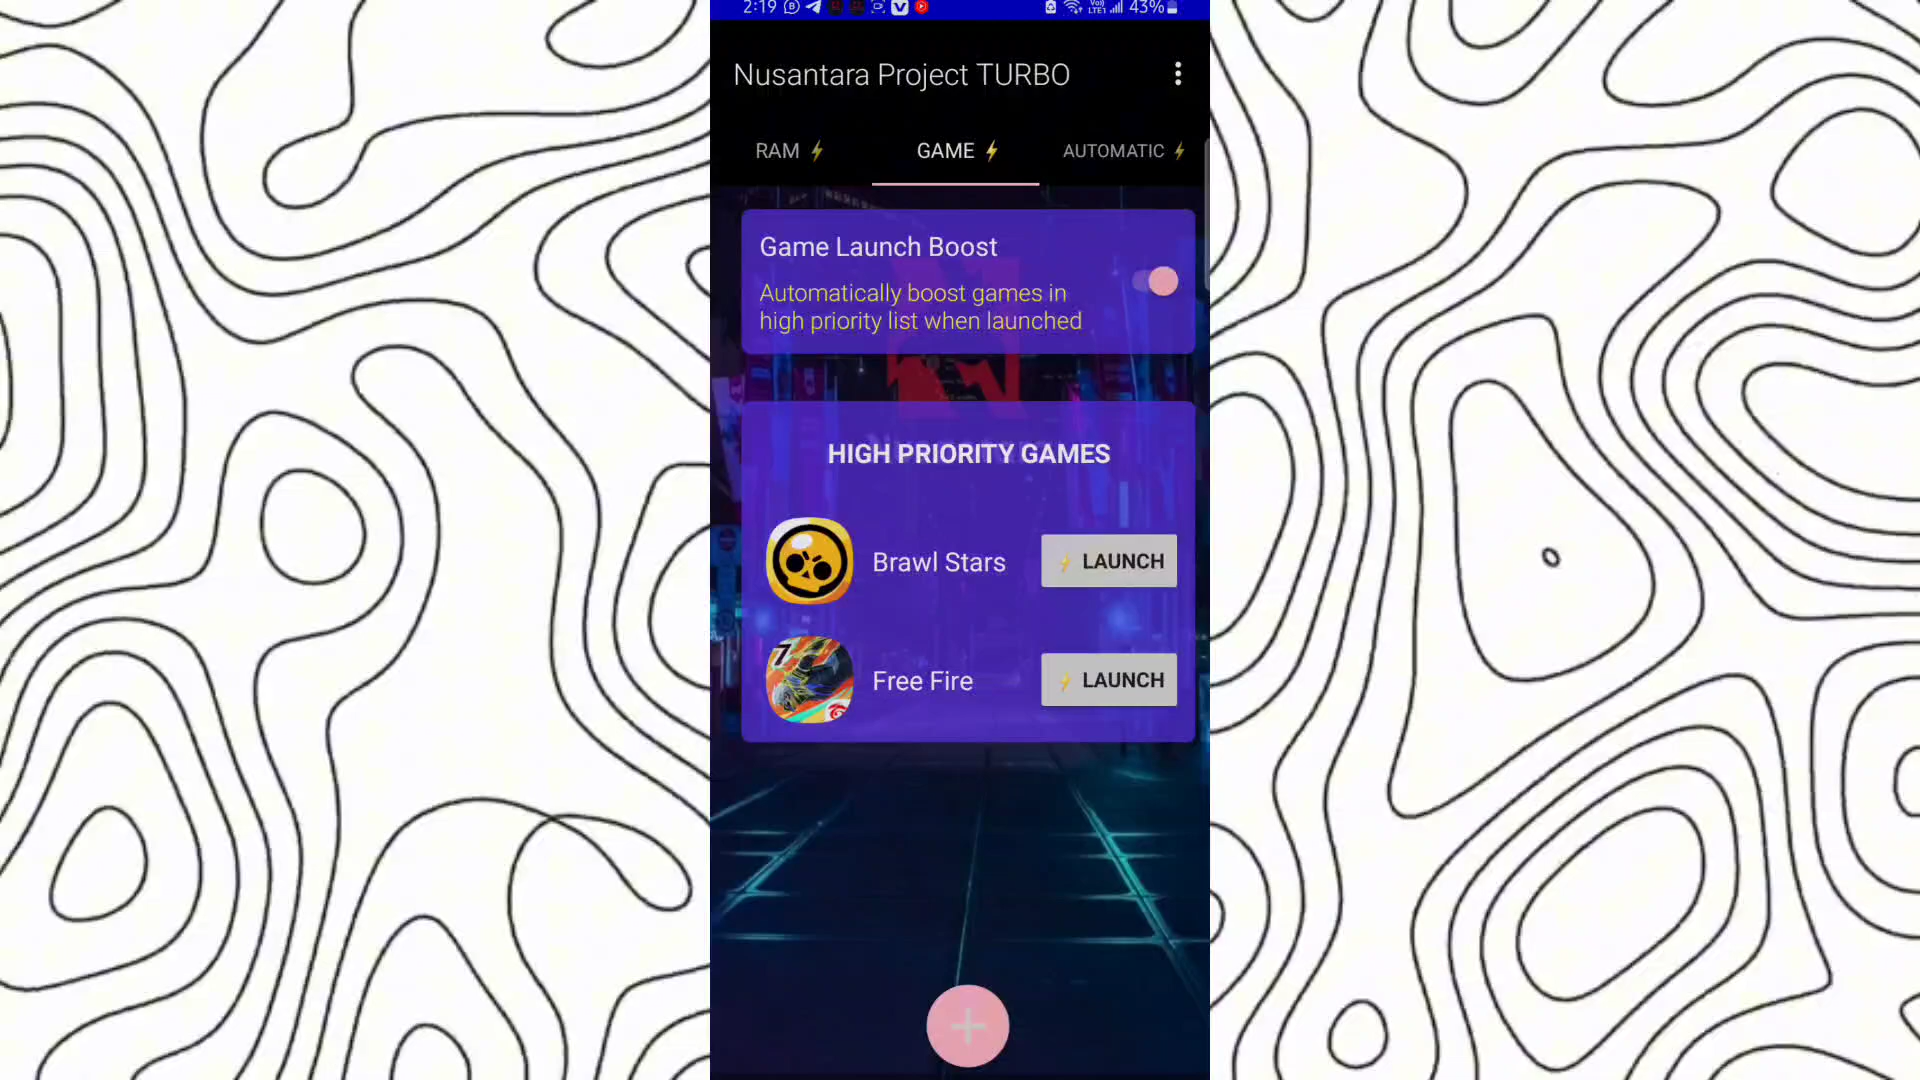 2:19 43%
Nusantara Project TURBO
RAM GAME AUTOMATIC
Game Launch Boost
Automatically boost games in
high priority list when launched
HIGH PRIORITY GAMES
Brawl Stars LAUNCH
Free Fire LAUNCH